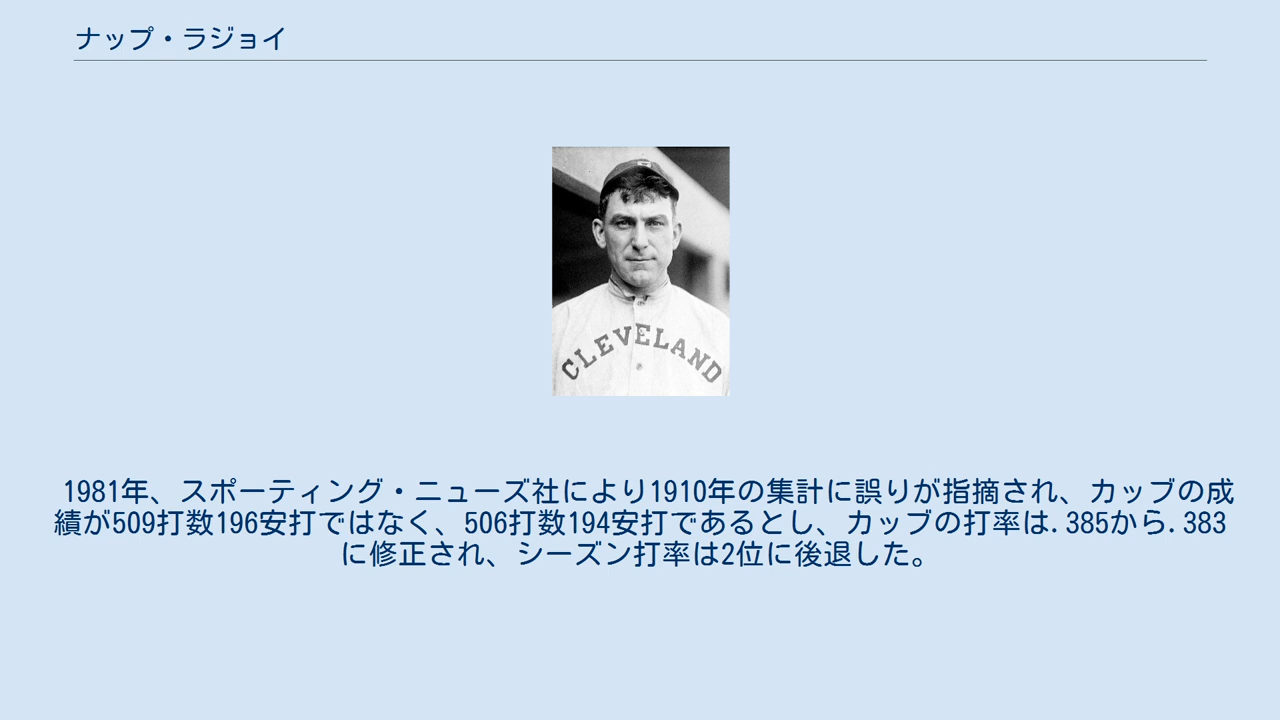 ナップ・ラジョイ
CLEVELAND
1981年、スポーティング・ニューズ社により1910年の集計に誤りが指摘され、カッブの成
績が509打数196安打ではなく、506打数194安打であるとし、カッブの打率は.385から.383
に修正され、シーズン打率は2位に後退した。